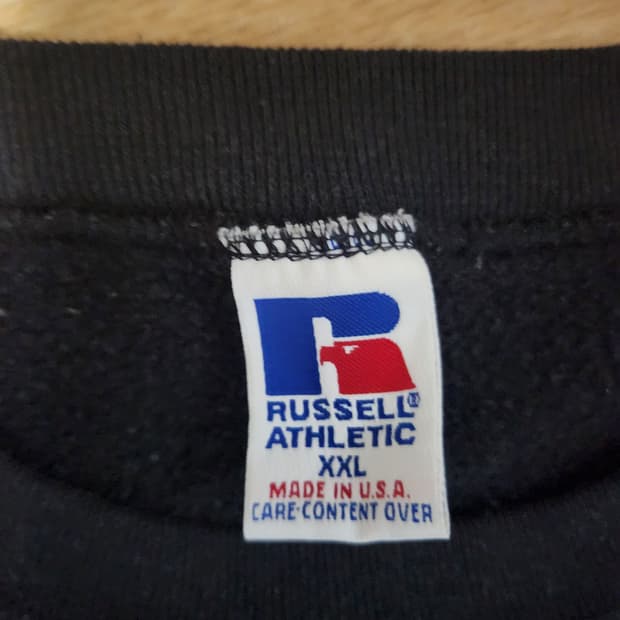 RUSSELL®
ATHLETIC
XXL
MADE IN U.S.A.
CARE·CONTENT OVER